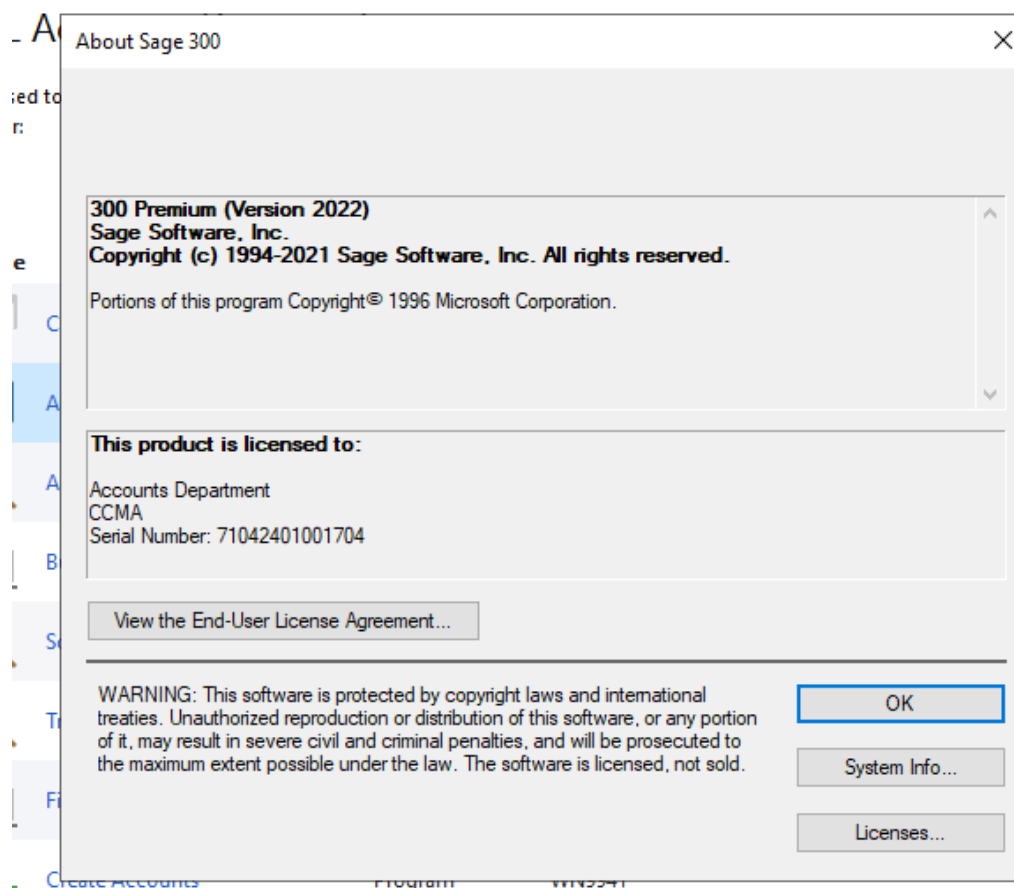 About Sage 300
sed to
r:
300 Premium (Version 2022)
Sage Software, Inc.
Copyright (c) 1994-2021 Sage Software, Inc. All rights reserved.
e
Portions of this program Copyright© 1996 Microsoft Corporation.
This product is licensed to:
Accounts Department
CCMA
Serial Number: 71042401001704
View the End-User License Agreement...
WARNING: This software is protected by copyright laws and international
treaties. Unauthorized reproduction or distribution of this software, or any portion
of it, may result in severe civil and criminal penalties, and will be prosecuted to
the maximum extent possible under the law. The software is licensed, not sold.
OK
System Info...
Licenses...
Create Accounts
Program